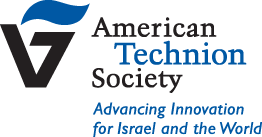 American
Technion
Society
Advancing Innovation
for Israel and the World